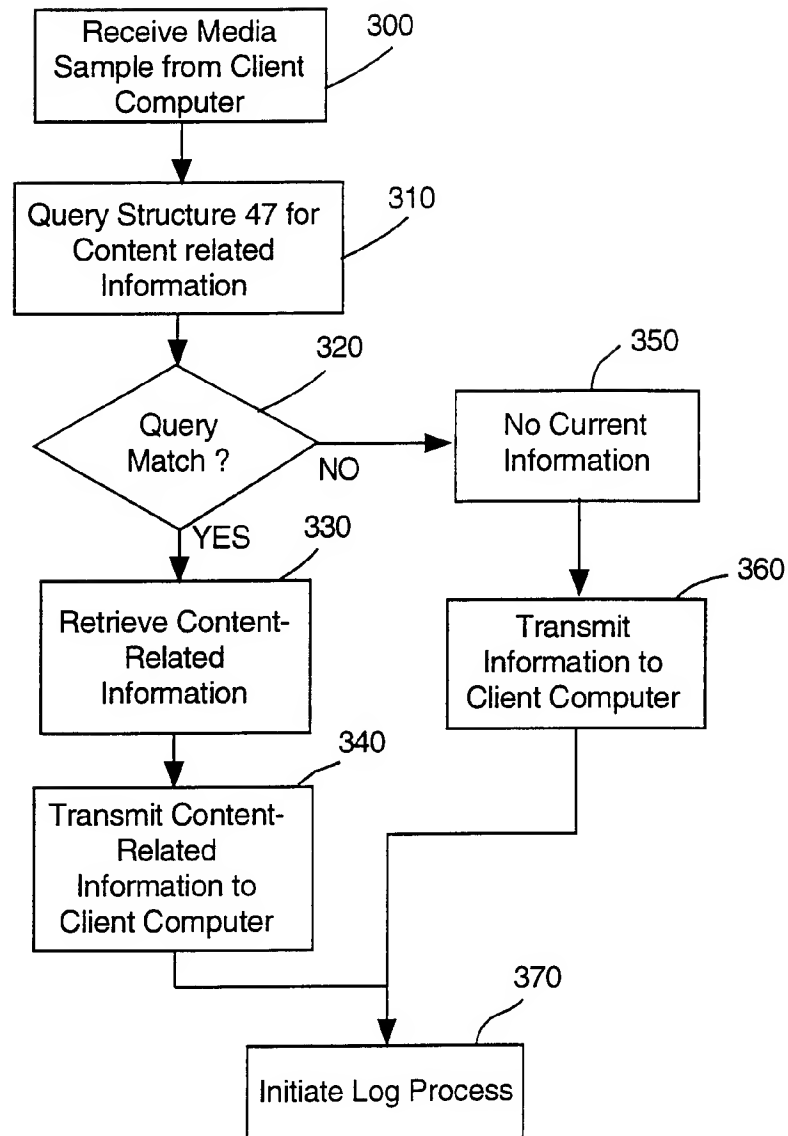 Receive Media
Sample from Client
Computer
300
Query Structure 47 for
Content related
Information
310
Query
Match ?
320
NO
YES
No Current
Information
350
Retrieve Content-
Related
Information
330
Transmit
Information to
Client Computer
360
Transmit Content-
Related
Information to
Client Computer
340
Initiate Log Process
370